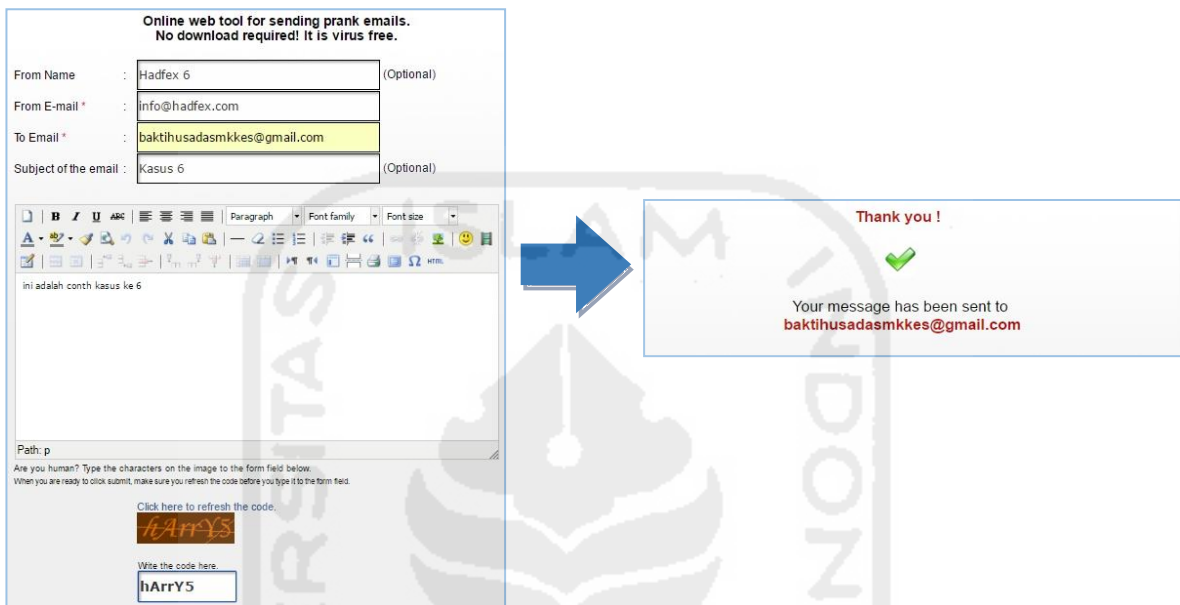 Online web tool for sending prank emails.
No download required! It is virus free.
From Name : Hadfex 6 (Optional)
From E-mail * : info@hadfex.com
To Email * : baktihusadasmkkes@gmail.com
Subject of the email : Kasus 6 (Optional)
B I U ABC Paragraph Font family Font size
HTML
ini adalah conth kasus ke 6
Path: p
Are you human? Type the characters on the image to the form field below.
When you are ready to click submit, make sure you refresh the code before you type it to the form field.
Click here to refresh the code.
hArrY5
Write the code here.
hArrY5
Thank you !
Your message has been sent to
baktihusadasmkkes@gmail.com
ISLAM